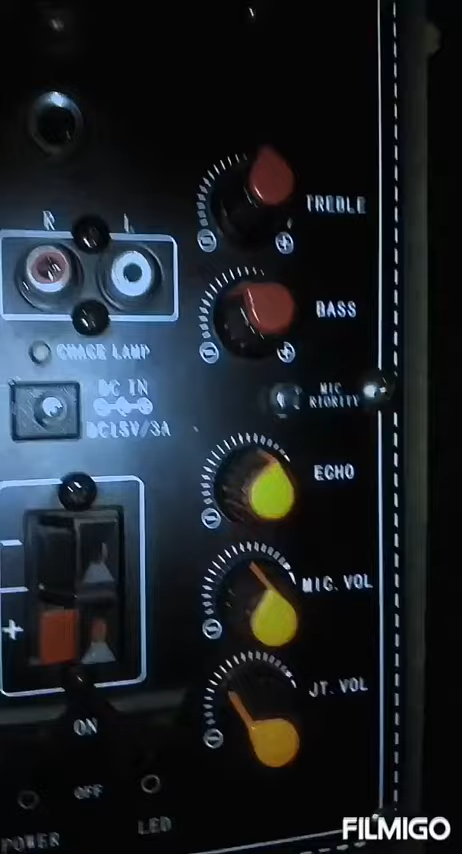 R L
TREBLE
BASS
CHAGE LAMP
DC IN
DC15V/3A
MIC
RIORITY
ECHO
MIC. VOL
JT. VOL
-
+
ON
OFF
POWER
LED
FILMIGO